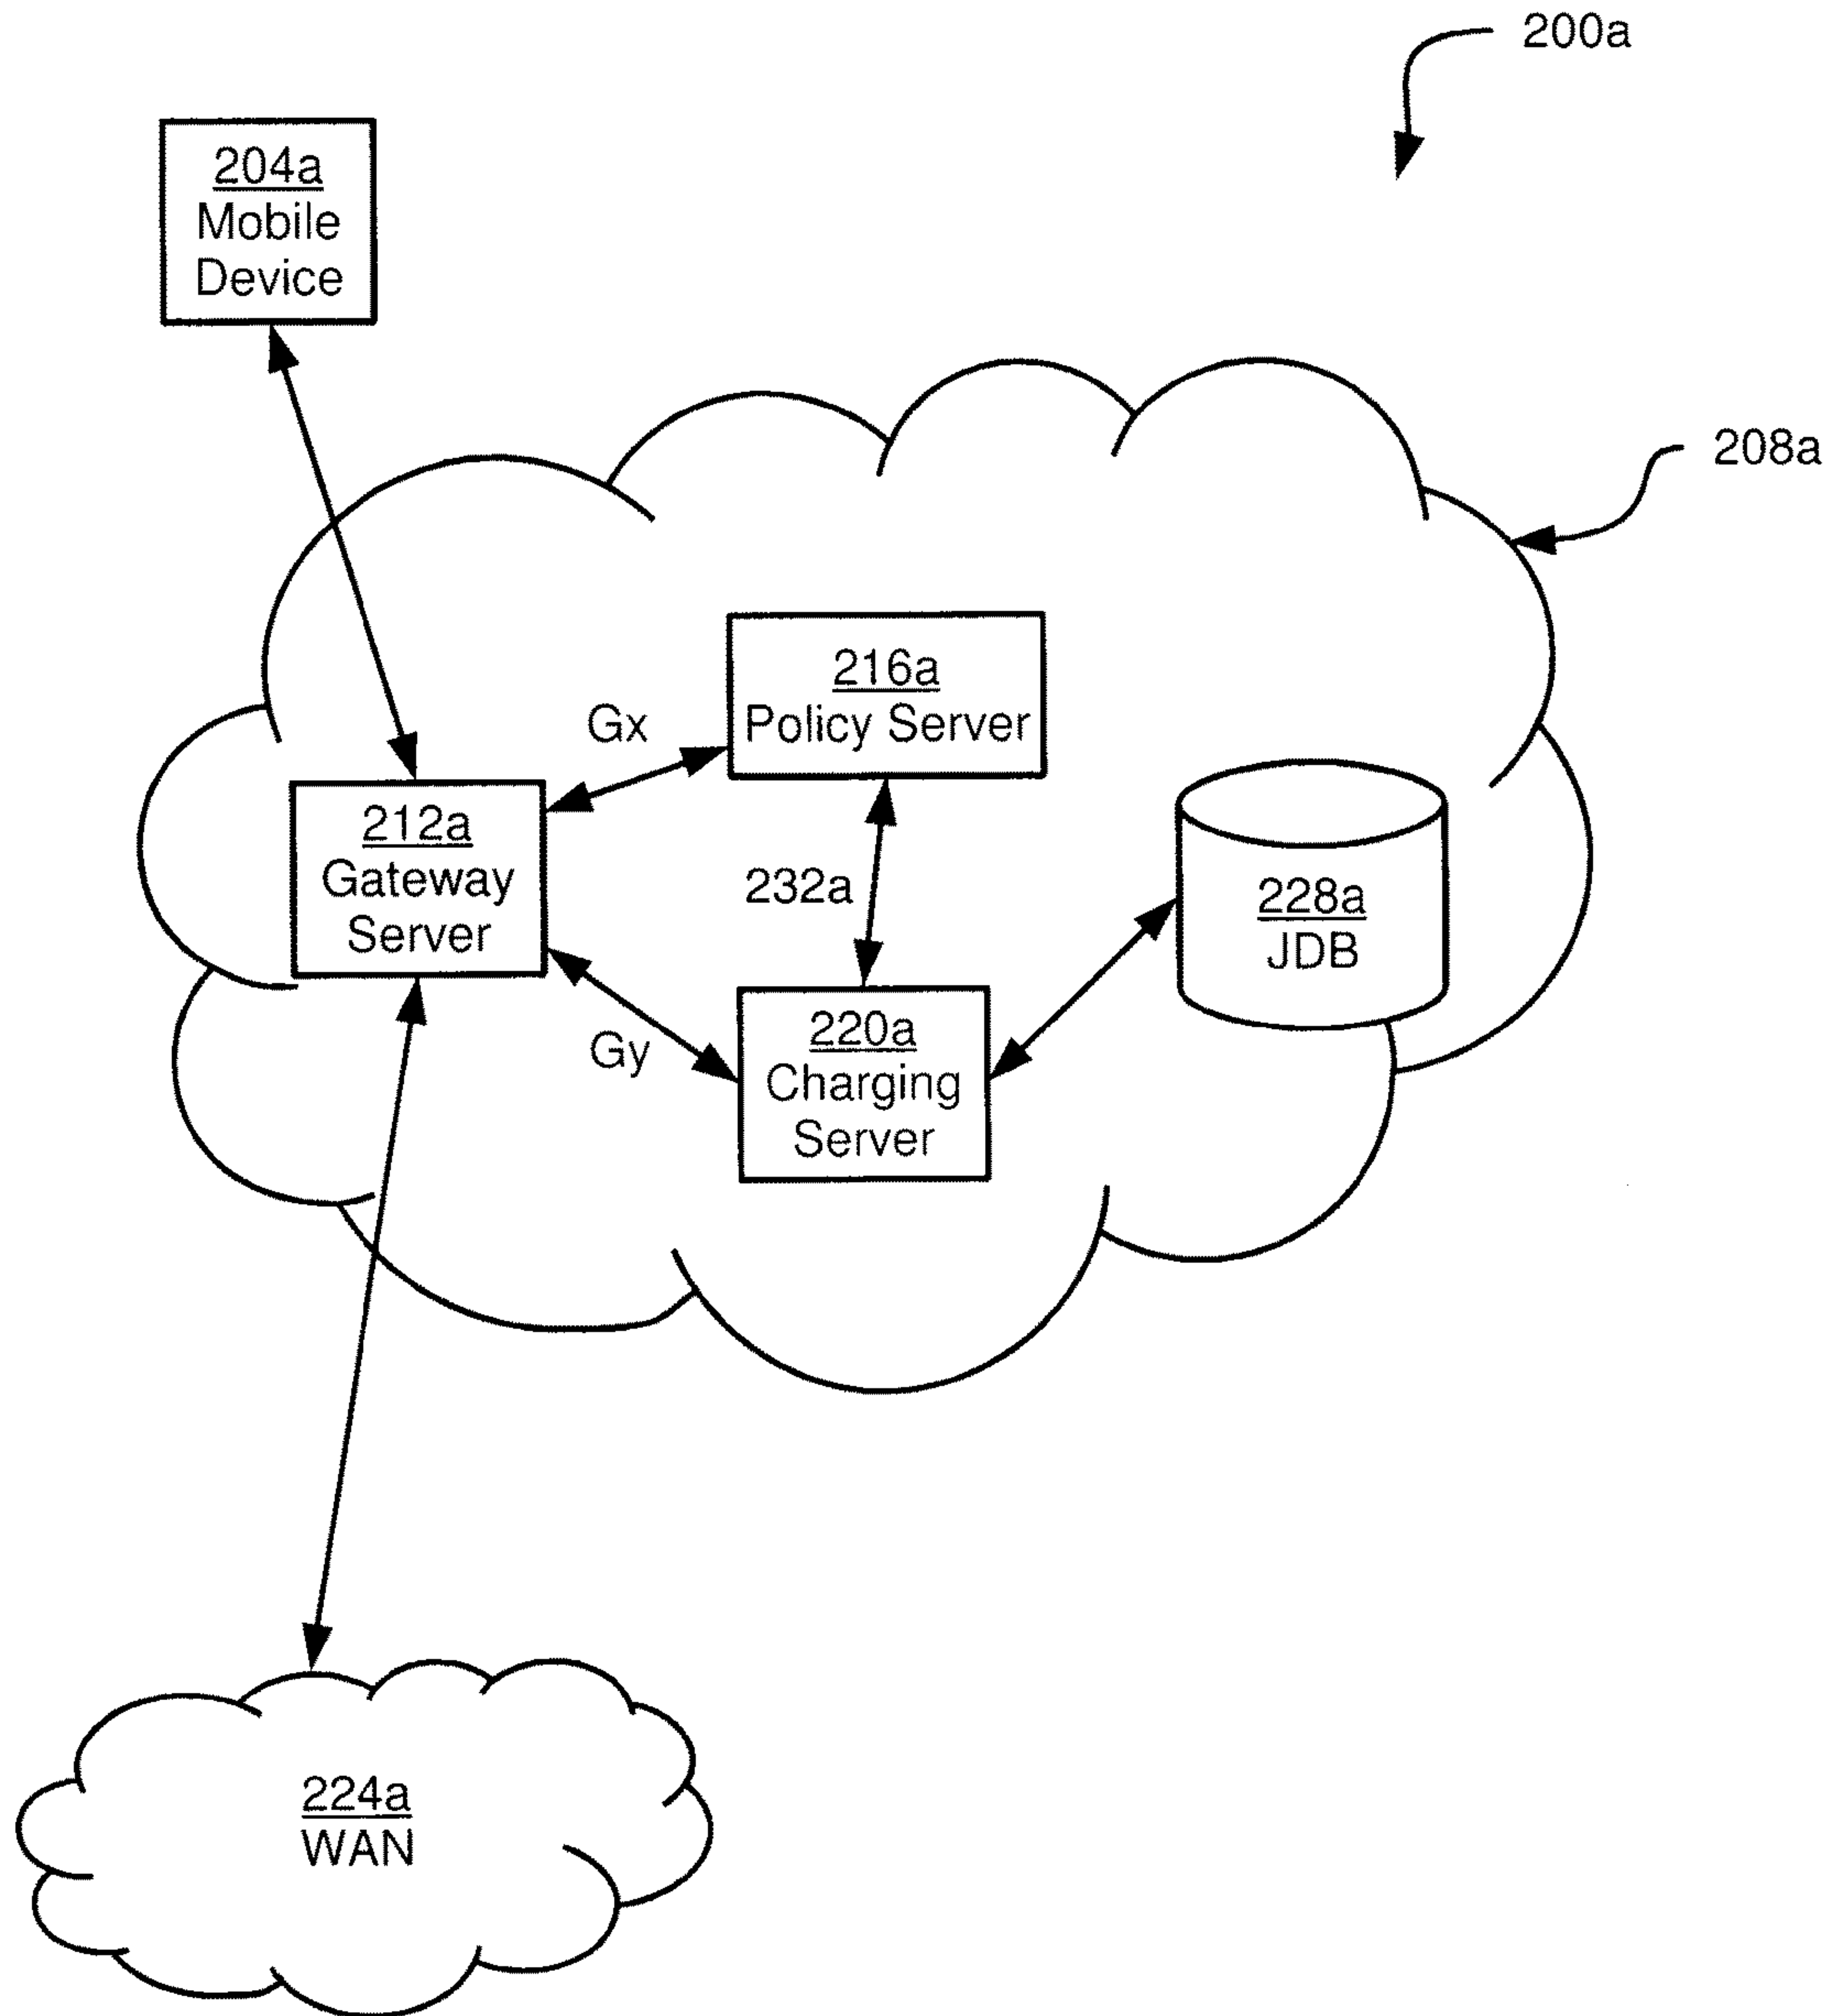 200a
204a
Mobile
Device
208a
216a
Policy Server
Gx
212a
Gateway
Server
232a
228a
JDB
Gy
220a
Charging
Server
224a
WAN